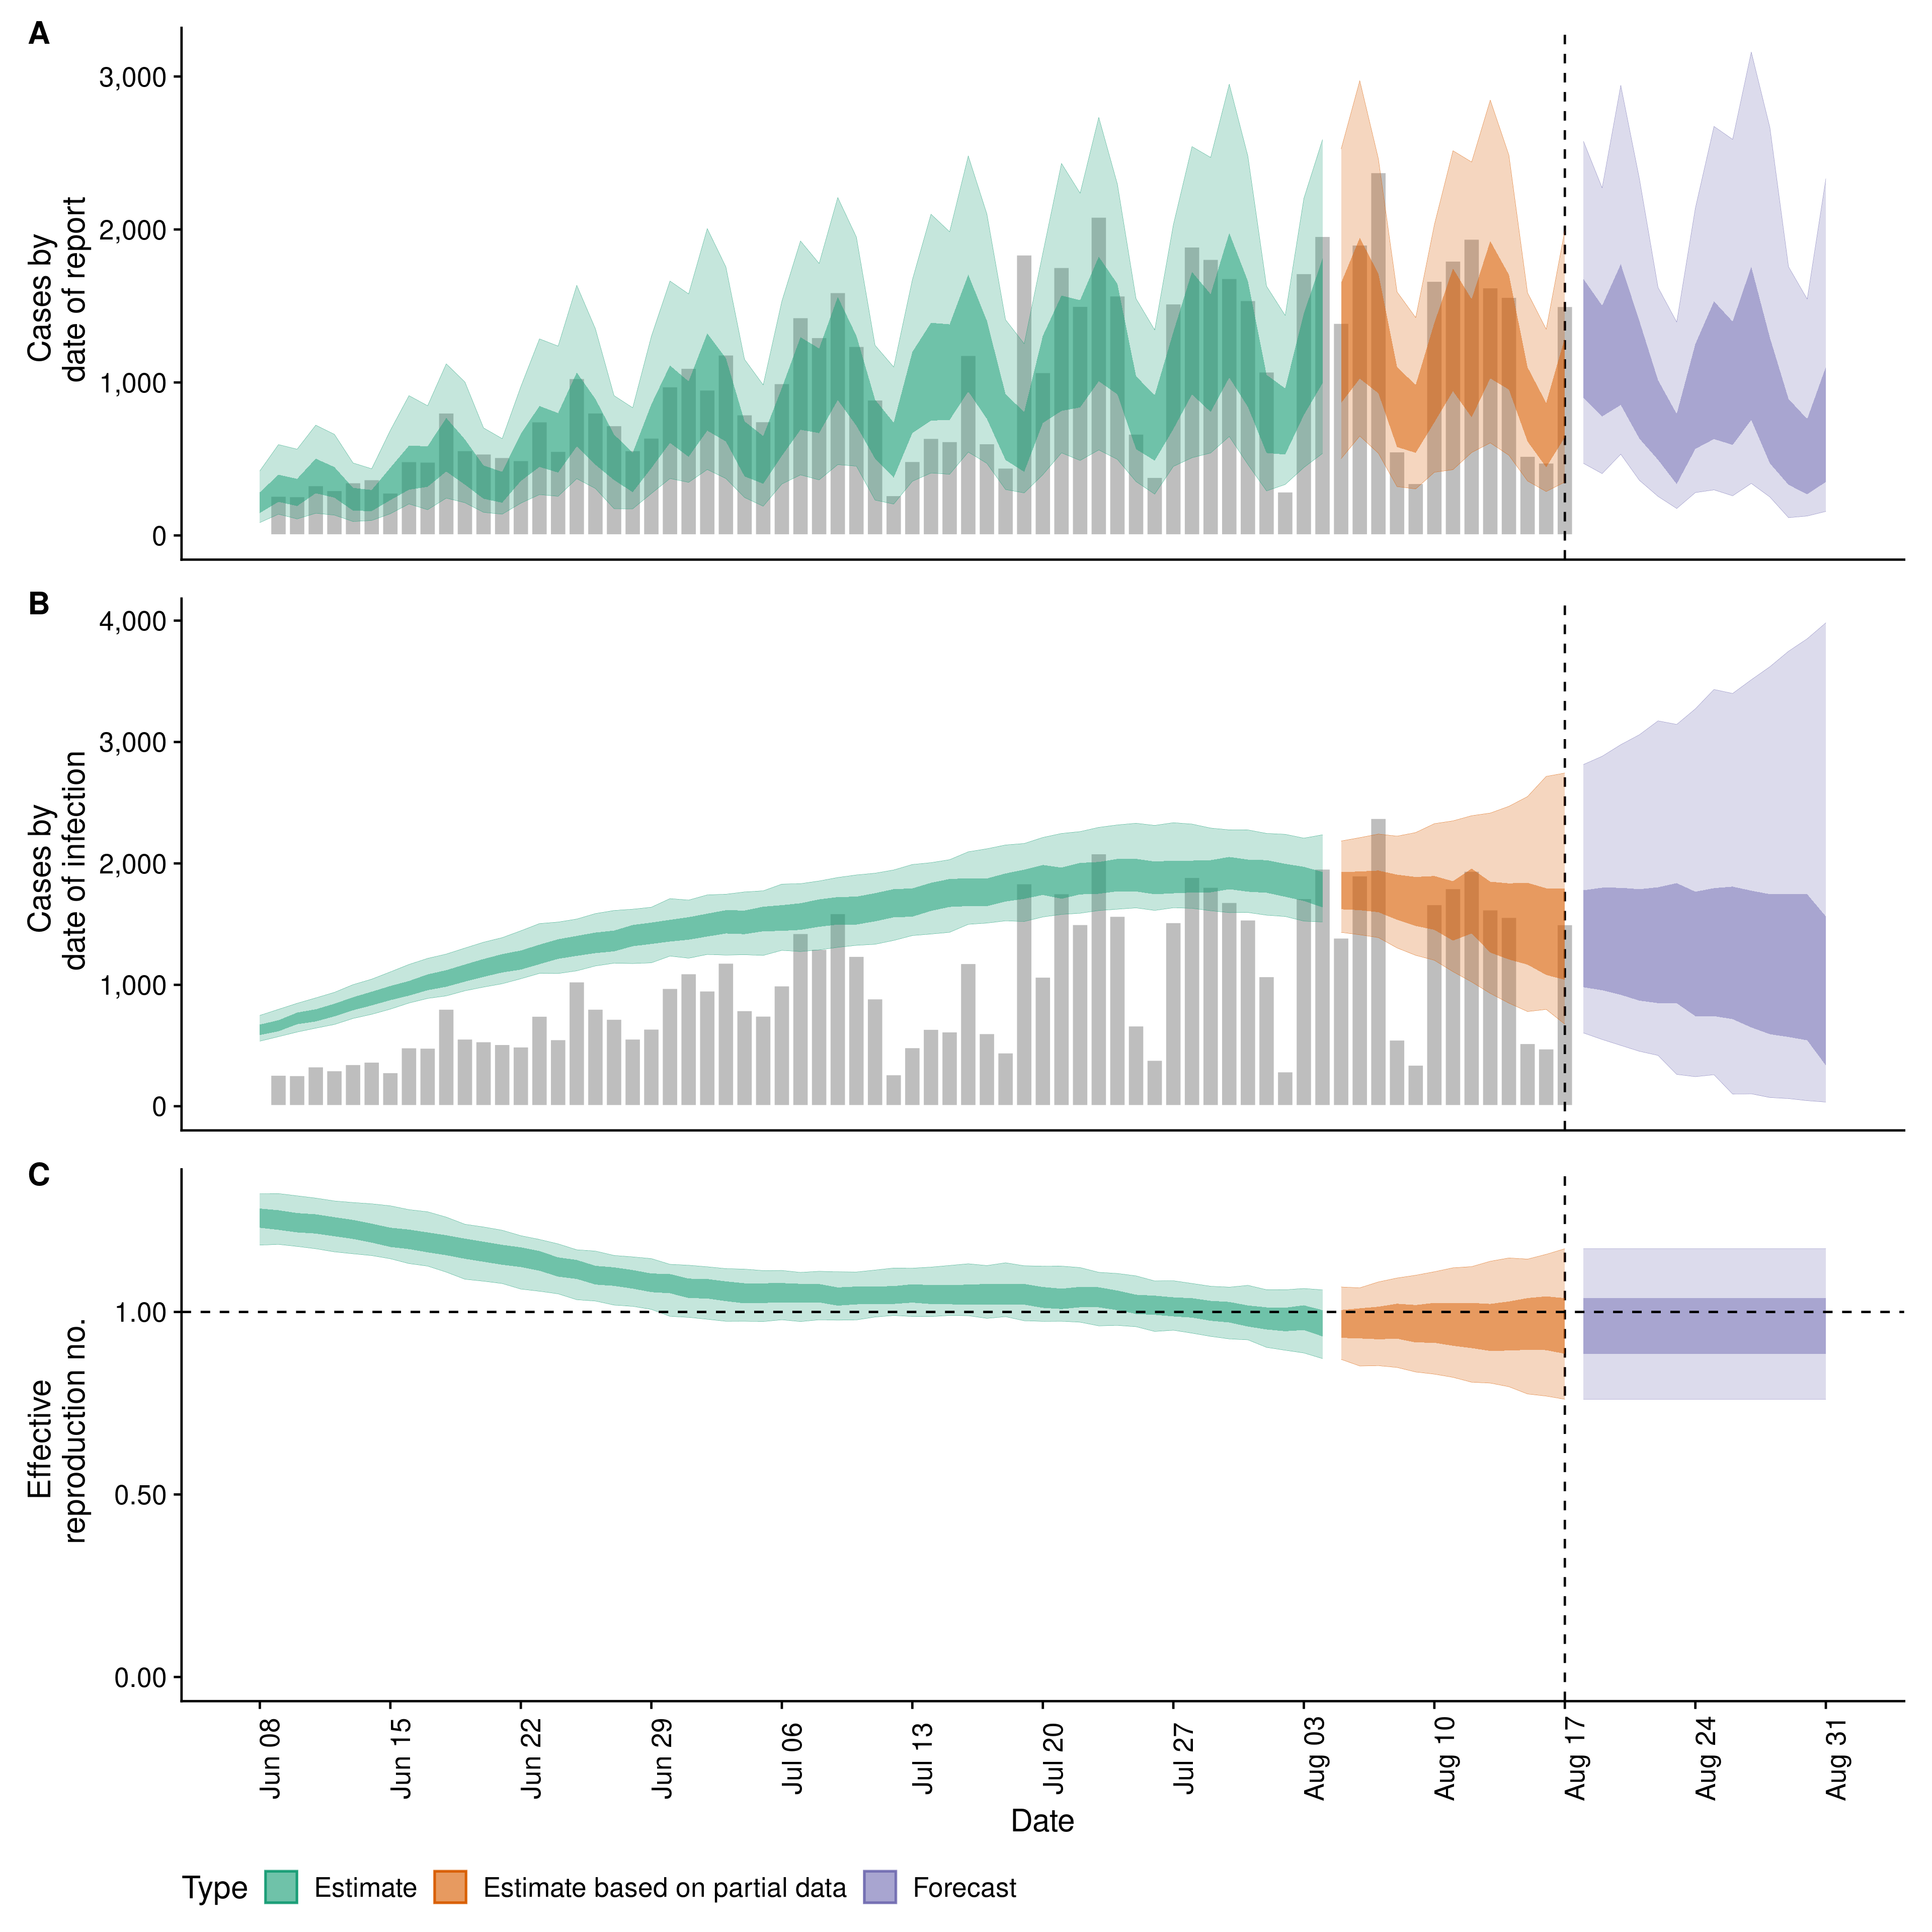 A
Cases by
date of report
3,000
2,000
1,000
0
B
Cases by
date of infection
4,000
3,000
2,000
1,000
0
C
Effective
reproduction no.
1.00
0.50
0.00
Jun 08
Jun 15
Jun 22
Jun 29
Jul 06
Jul 13
Jul 20
Jul 27
Aug 03
Aug 10
Aug 17
Aug 24
Aug 31
Date
Type Estimate Estimate based on partial data Forecast